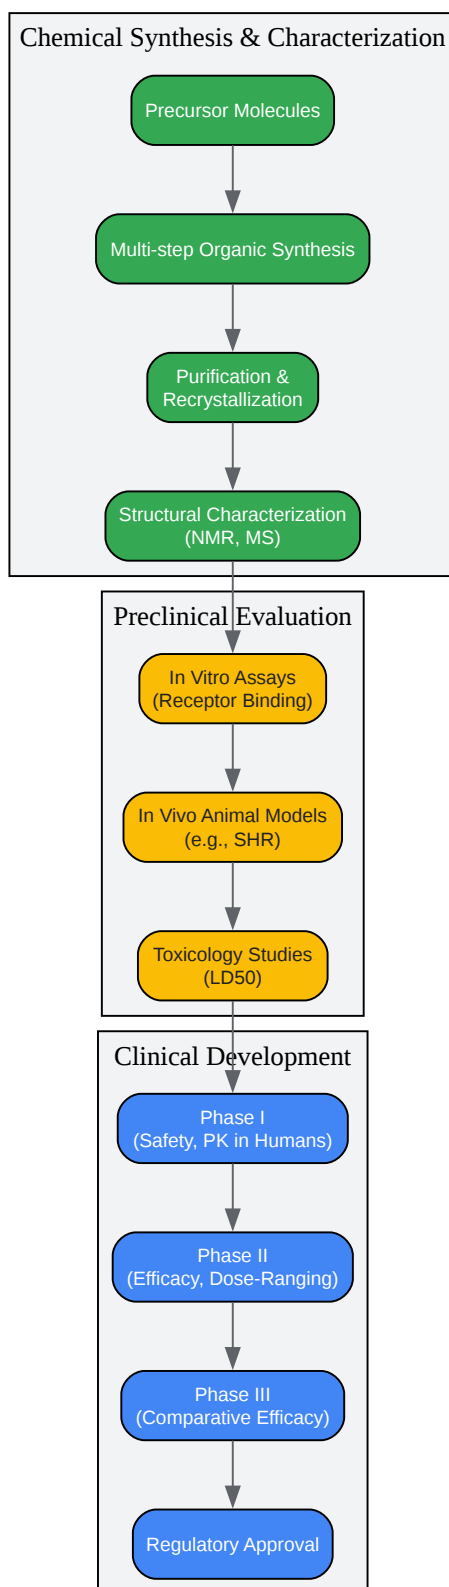 Chemical Synthesis & Characterization
Precursor Molecules
Multi-step Organic Synthesis
Purification &
Recrystallization
Structural Characterization
(NMR, MS)
Preclinical Evaluation
In Vitro Assays
(Receptor Binding)
In Vivo Animal Models
(e.g., SHR)
Toxicology Studies
(LD50)
Clinical Development
Phase I
(Safety, PK in Humans)
Phase II
(Efficacy, Dose-Ranging)
Phase III
(Comparative Efficacy)
Regulatory Approval